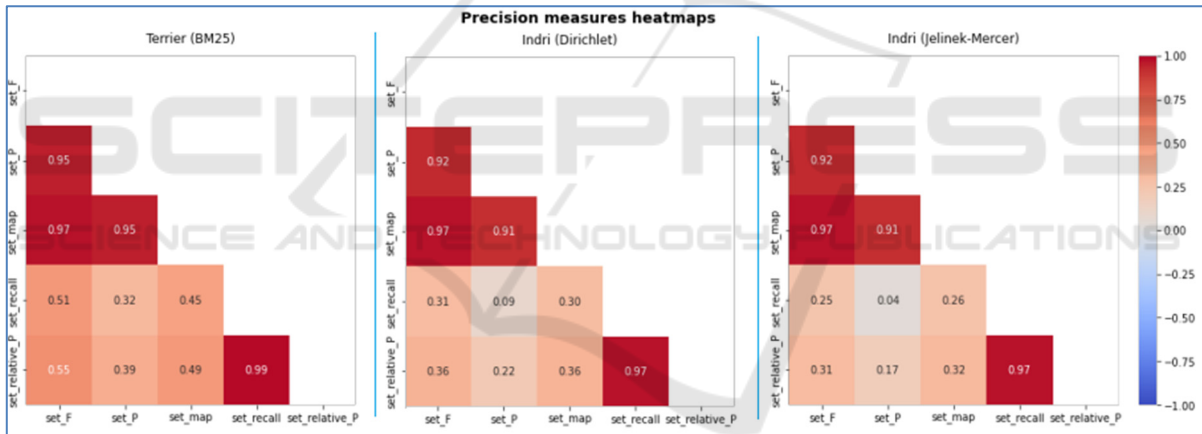 Precision measures heatmaps
Terrier (BM25)
Indri (Dirichlet)
Indri (Jelinek-Mercer)
SCITEPRESS
SCIENCE AND TECHNOLOGY PUBLICATIONS
set_F
set_P 0.95
set_map 0.97 0.95
set_recall 0.51 0.32 0.45
set_relative_P 0.55 0.39 0.49 0.99
set_F set_P set_map set_recall set_relative_P
set_F
set_P 0.92
set_map 0.97 0.91
set_recall 0.31 0.09 0.30
set_relative_P 0.36 0.22 0.36 0.97
set_F set_P set_map set_recall set_relative_P
set_F
set_P 0.92
set_map 0.97 0.91
set_recall 0.25 0.04 0.26
set_relative_P 0.31 0.17 0.32 0.97
set_F set_P set_map set_recall set_relative_P
1.00
0.75
0.50
0.25
0.00
−0.25
−0.50
−0.75
−1.00